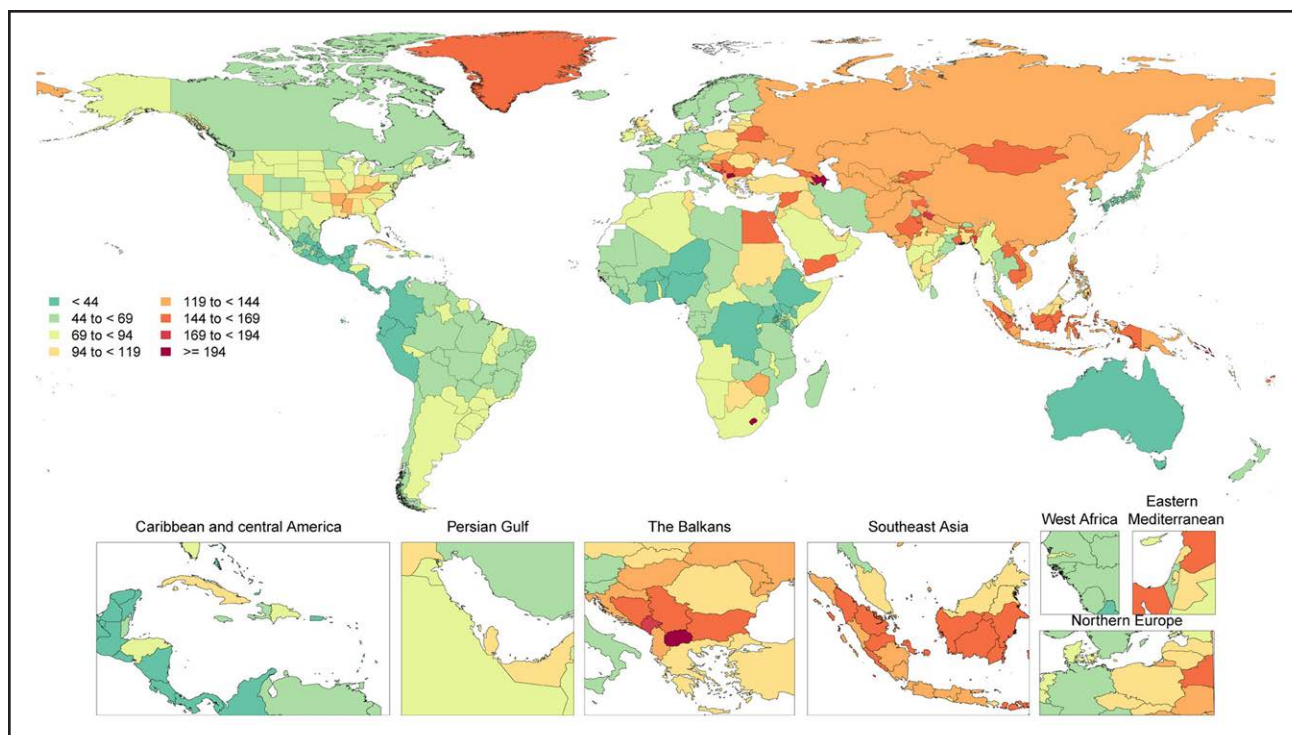 < 44
44 to < 69
69 to < 94
94 to < 119
119 to < 144
144 to < 169
169 to < 194
>= 194
Caribbean and central America
Persian Gulf
The Balkans
Southeast Asia
West Africa
Eastern
Mediterranean
Northern Europe